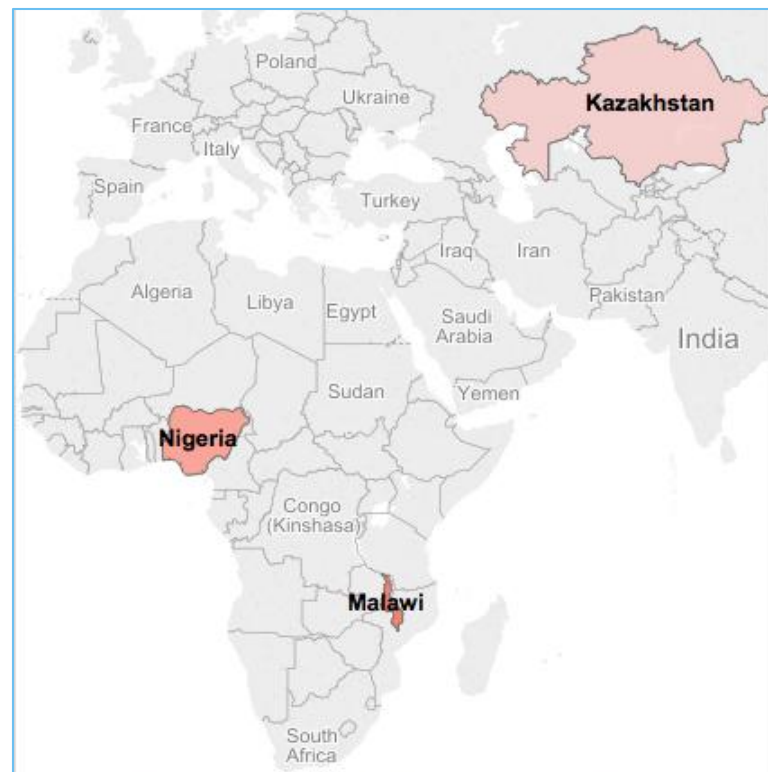 Poland
Kazakhstan
Ukraine
France
Italy
Spain
Turkey
Iraq
Iran
Algeria
Libya
Egypt
Pakistan
Saudi
Arabia
India
Sudan
Yemen
Nigeria
Congo
(Kinshasa)
Malawi
South
Africa